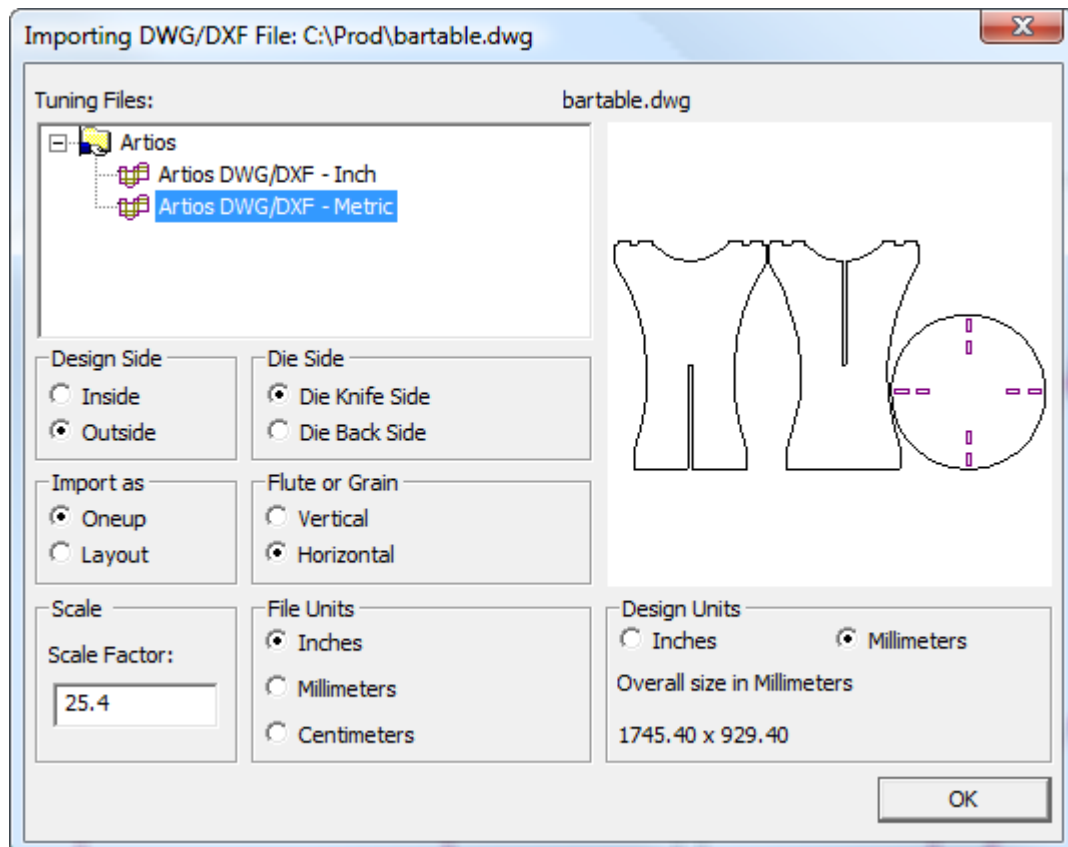 Importing DWG/DXF File: C:\Prod\bartable.dwg
Tuning Files:
bartable.dwg
Artios
Artios DWG/DXF - Inch
Artios DWG/DXF - Metric
Design Side
Inside
Outside
Die Side
Die Knife Side
Die Back Side
Import as
Oneup
Layout
Flute or Grain
Vertical
Horizontal
Scale
Scale Factor:
25.4
File Units
Inches
Millimeters
Centimeters
Design Units
Inches
Millimeters
Overall size in Millimeters
1745.40 x 929.40
OK